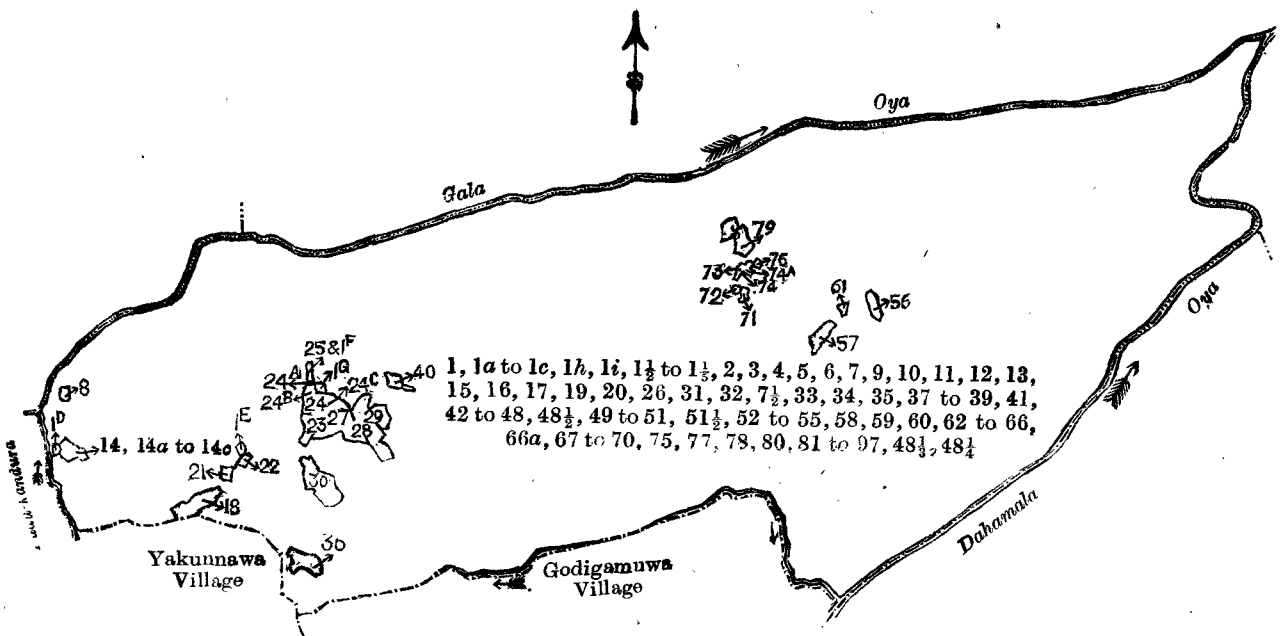 Oya
Gala
79
73
76
74A
74
72
71
61
56
57
Oya
25&1F
24A
1G
24C
40
24B
24
27
29
23
28
8
D
E
14, 14a to 14c
21
22
30
18
36
1, 1a to 1c, 1h, 1i, 1½ to 1⅕, 2, 3, 4, 5, 6, 7, 9, 10, 11, 12, 13,
15, 16, 17, 19, 20, 26, 31, 32, 7½, 33, 34, 35, 37 to 39, 41,
42 to 48, 48½, 49 to 51, 51½, 52 to 55, 58, 59, 60, 62 to 66,
66a, 67 to 70, 75, 77, 78, 80, 81 to 97, 48⅓, 48¼
Dahamala
Yakunnawa
Village
Godigamuwa
Village